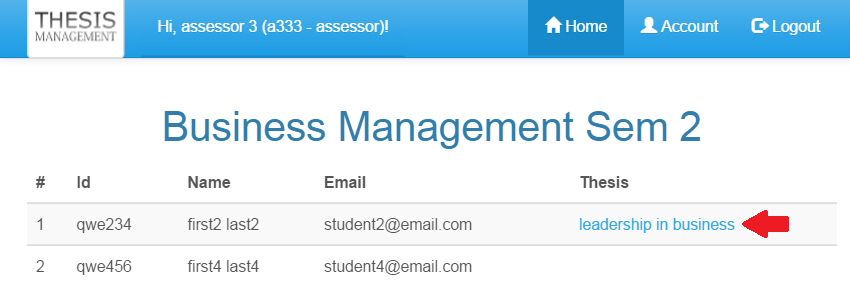 THESIS
MANAGEMENT
Hi, assessor 3 (a333 - assessor)!
Home
Account
Logout
Business Management Sem 2
# Id Name Email Thesis
1 qwe234 first2 last2 student2@email.com leadership in business
2 qwe456 first4 last4 student4@email.com